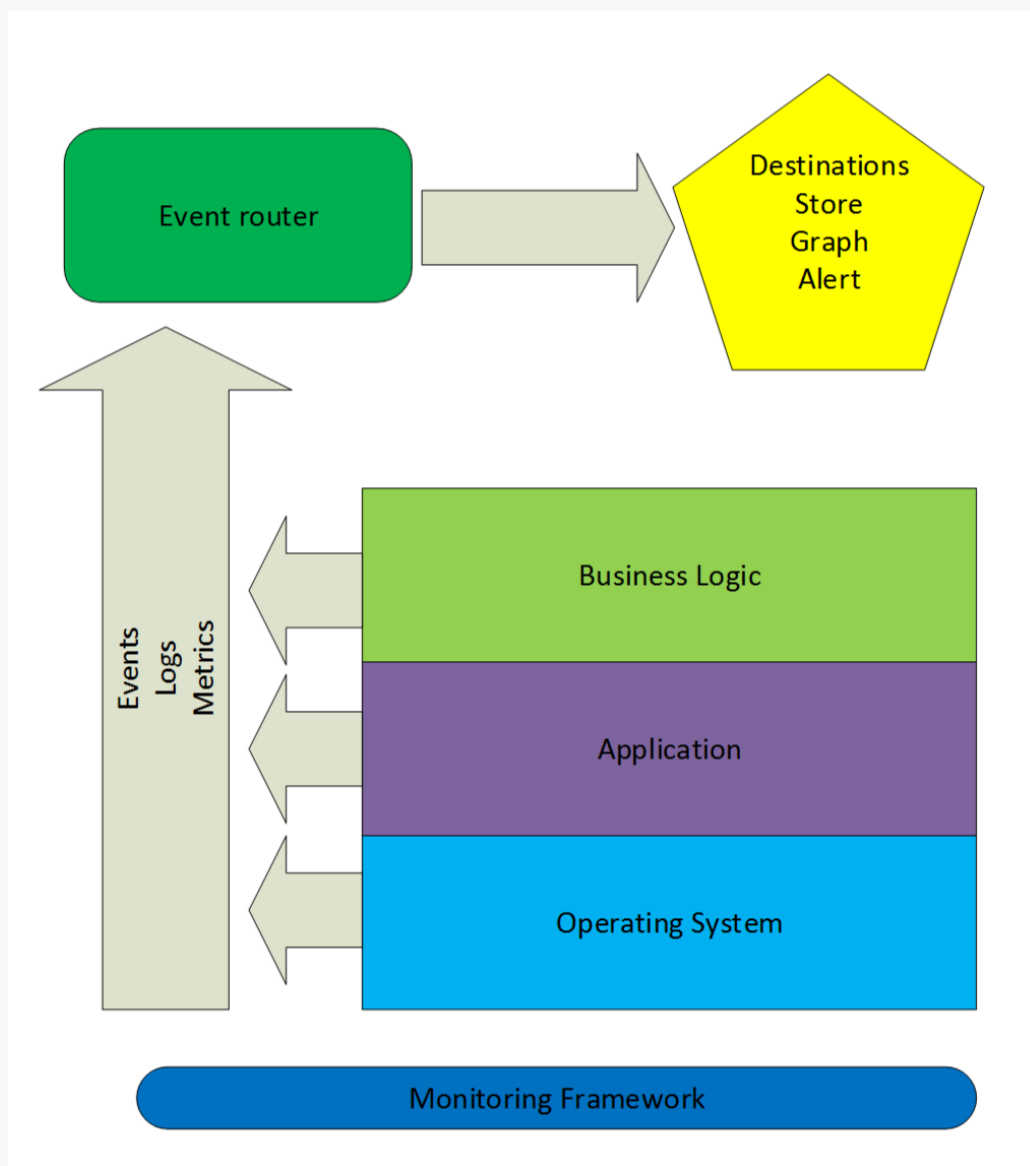 Event router
Destinations
Store
Graph
Alert
Events
Logs
Metrics
Business Logic
Application
Operating System
Monitoring Framework